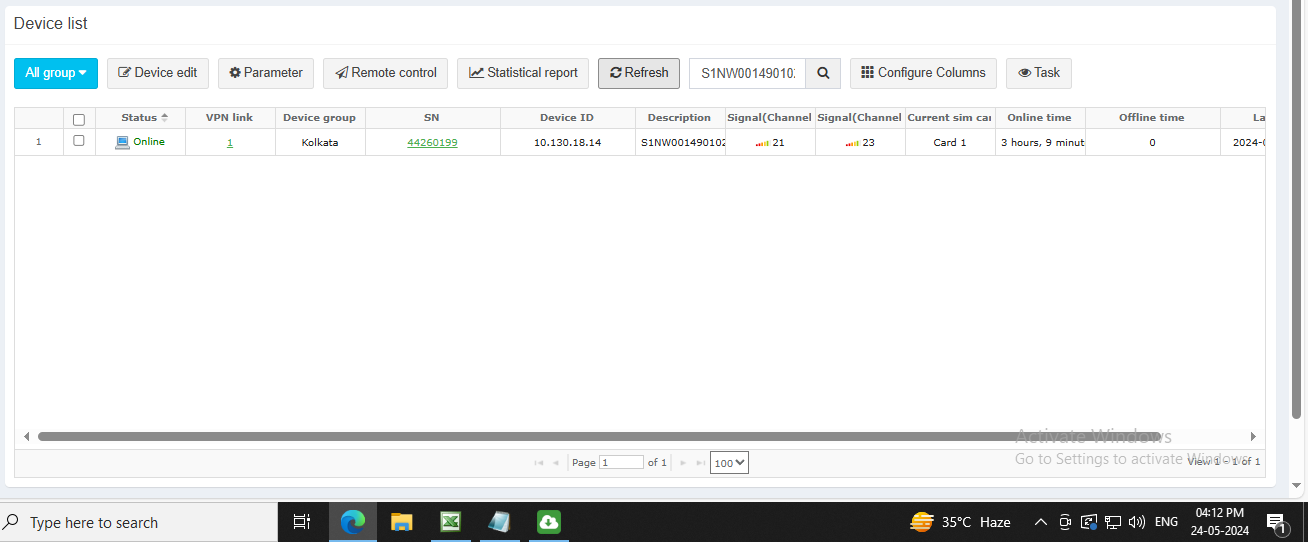 Device list
All group Device edit Parameter Remote control Statistical report Refresh S1NW00149010 Configure Columns Task
Status VPN link Device group SN Device ID Description Signal(Channel Signal(Channel Current sim car Online time Offline time La
1 Online 1 Kolkata 44260199 10.130.18.14 S1NW00149010 21 23 Card 1 3 hours, 9 minut 0 2024-0
Activate Windows
Go to Settings to activate Windows.
Page 1 of 1 100 View 1 - 1 of 1
Type here to search 35°C Haze ENG 04:12 PM
24-05-2024 1